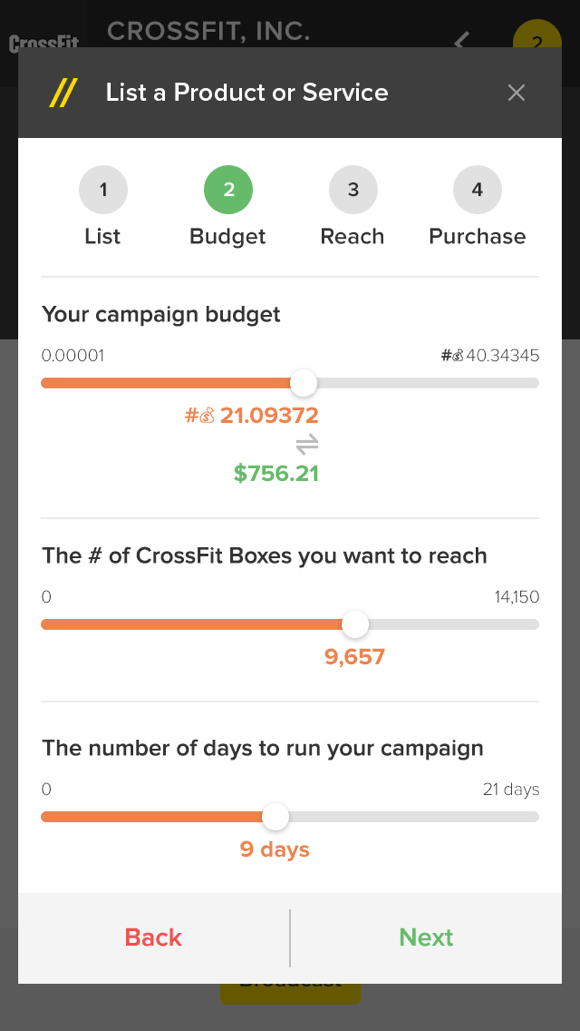 CROSSFIT, INC.
CrossFit
2
List a Product or Service
1
2
3
4
List
Budget
Reach
Purchase
Your campaign budget
0.00001
#💰40.34345
#💰 21.09372
$756.21
The # of CrossFit Boxes you want to reach
0
14,150
9,657
The number of days to run your campaign
0
21 days
9 days
Back
Next
Broadcast